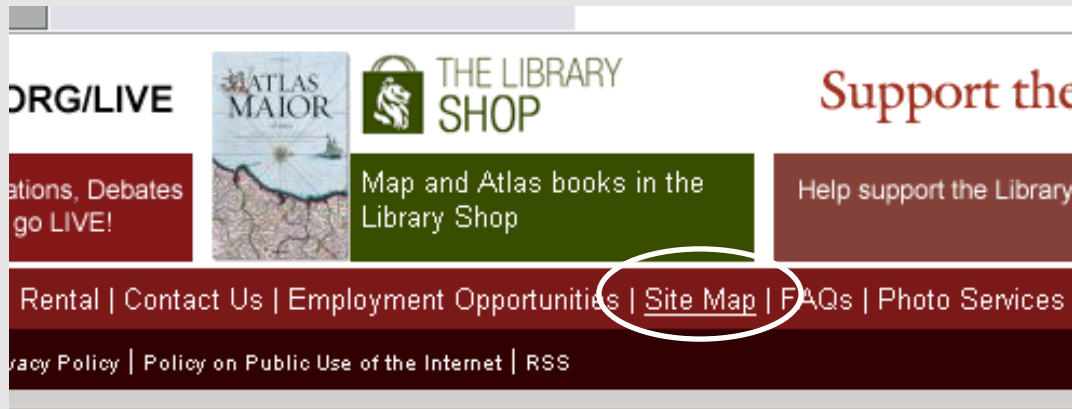 ORG/LIVE
ATLAS
MAIOR
THE LIBRARY
SHOP
Support the
ations, Debates
go LIVE!
Map and Atlas books in the
Library Shop
Help support the Library
Rental | Contact Us | Employment Opportunities | Site Map | FAQs | Photo Services
vacy Policy | Policy on Public Use of the Internet | RSS